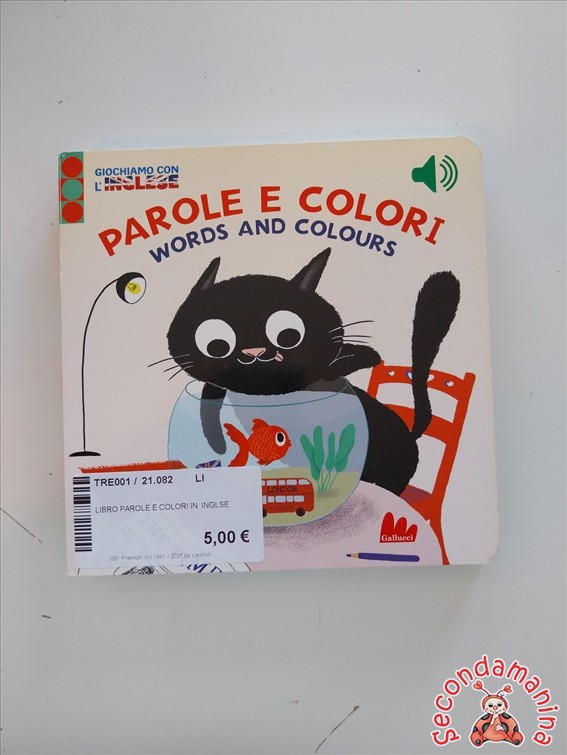 GIOCHIAMO CON
L'INGLESE
PAROLE E COLORI
WORDS AND COLOURS
LONDON
TRE001 / 21.082 LI
LIBRO PAROLE E COLORI IN INGLSE
5,00 €
Gallucci
Secondamanina